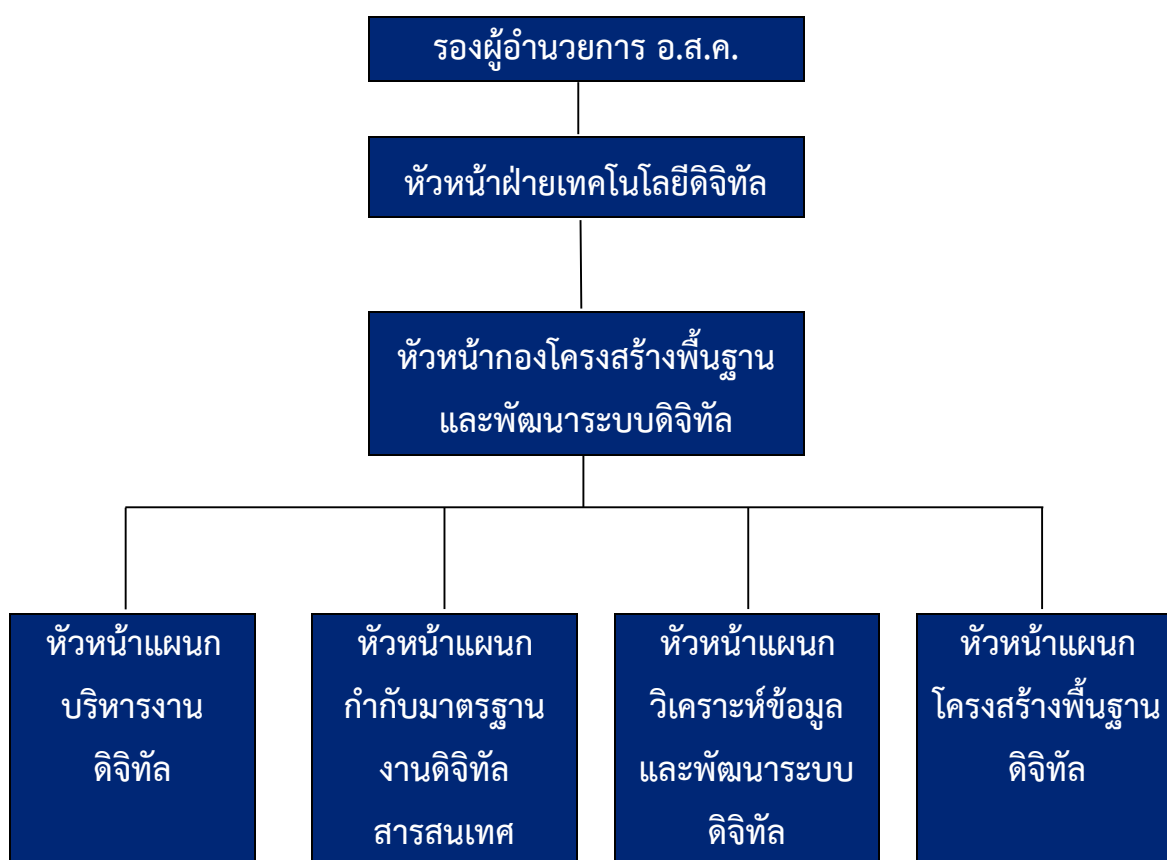 รองผู้อำนวยการ อ.ส.ค.
หัวหน้าฝ่ายเทคโนโลยีดิจิทัล
หัวหน้ากองโครงสร้างพื้นฐาน
และพัฒนาระบบดิจิทัล
หัวหน้าแผนก
บริหารงาน
ดิจิทัล
หัวหน้าแผนก
กำกับมาตรฐาน
งานดิจิทัล
สารสนเทศ
หัวหน้าแผนก
วิเคราะห์ข้อมูล
และพัฒนาระบบ
ดิจิทัล
หัวหน้าแผนก
โครงสร้างพื้นฐาน
ดิจิทัล